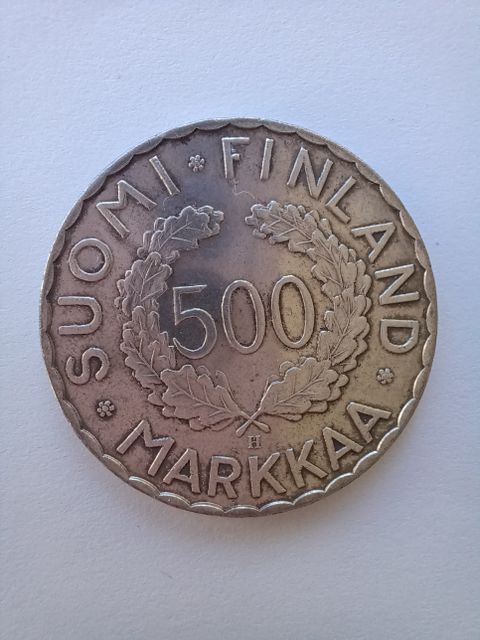 SUOMI * FINLAND *
500
H
MARKKAA *